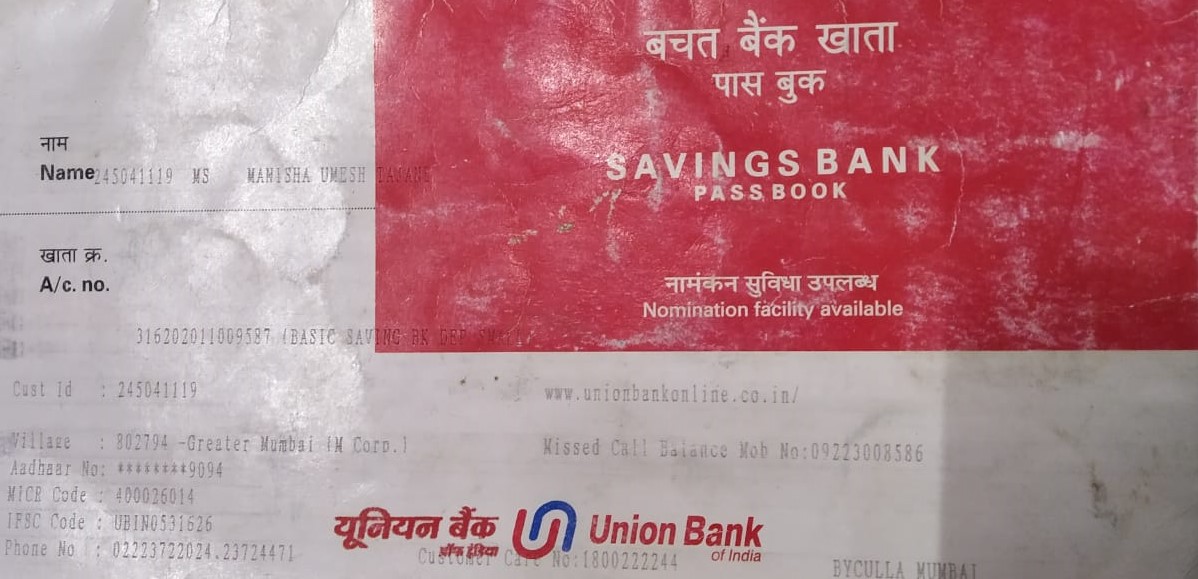 बचत बैंक खाता
पास बुक
नाम
Name 245041119 MS MANISHA UMESH
SAVINGS BANK
PASS BOOK
खाता क्र.
A/c. no.
नामंकन सुविधा उपलब्ध
Nomination facility available
316202011009587 (BASIC SAVING BK DEP SMALL)
Cust Id : 245041119
www.unionbankonline.co.in/
Village : 802794 -Greater Mumbai (M Corp.)
Missed Call Balance Mob No:09223008586
Aadhaar No: ********9094
MICR Code : 400026014
IFSC Code : UBIN0531626
यूनियन बैंक
ऑफ इंडिया
Union Bank
of India
Phone No : 02223722024.23724471
Customer Care No:1800222244
BYCULLA MUMBAI